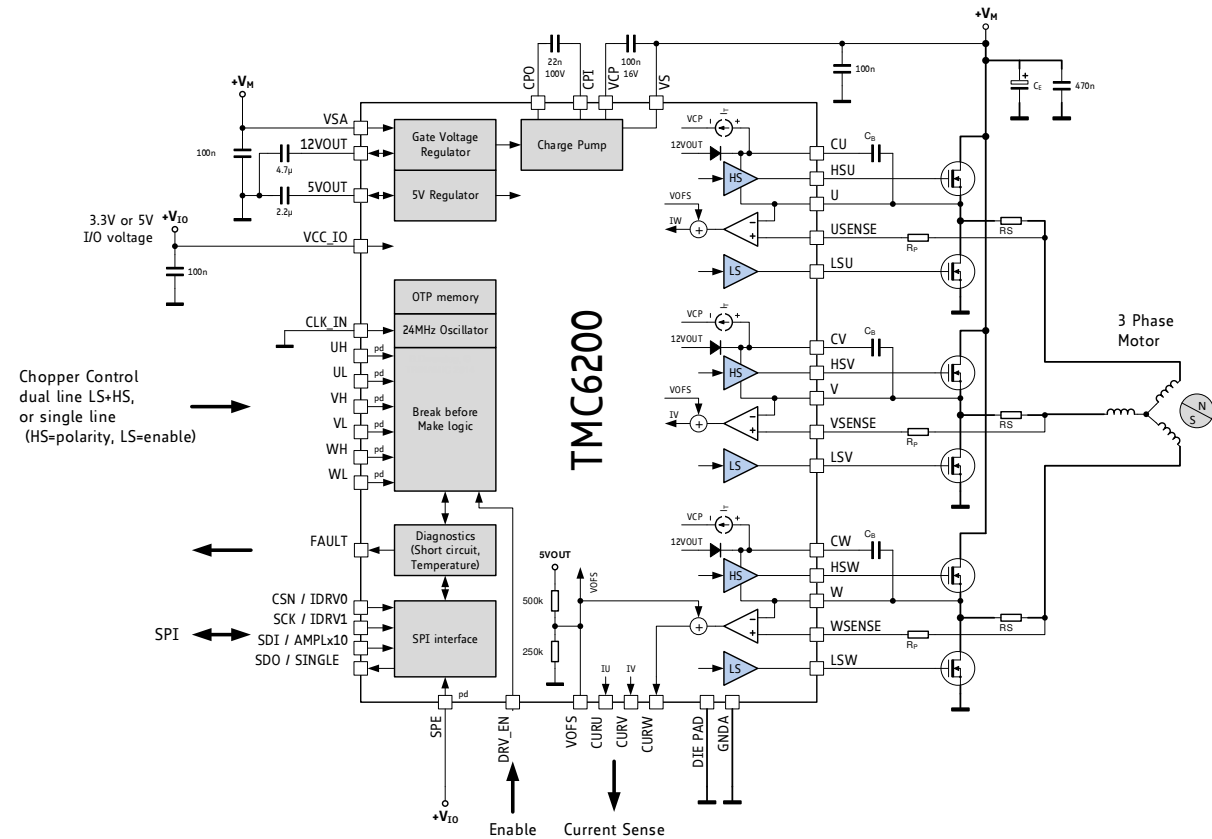 +VM
22n
100V
100n
16V
CPO
CPI
VCP
VS
100n
+
CE
470n
+VM
VSA
12VOUT
5VOUT
100n
4.7µ
2.2µ
Gate Voltage
Regulator
5V Regulator
Charge Pump
3.3V or 5V
I/O voltage
+VIO
VCC_IO
100n
OTP memory
24MHz Oscillator
Break before
Make logic
CLK_IN
UH
pd
UL
pd
VH
pd
VL
pd
WH
pd
WL
pd
Chopper Control
dual line LS+HS,
or single line
(HS=polarity, LS=enable)
TMC6200
FAULT
Diagnostics
(Short circuit,
Temperature)
SPI
CSN / IDRV0
SCK / IDRV1
SDI / AMPLx10
SDO / SINGLE
SPI interface
5VOUT
500k
250k
VOFS
VCP
12VOUT
HS
VOFS
IW
+
-
+
LS
CU
HSU
U
USENSE
LSU
CB
RS
RP
VCP
12VOUT
HS
VOFS
IV
+
-
+
LS
CV
HSV
V
VSENSE
LSV
CB
RS
RP
VCP
12VOUT
HS
+
-
+
LS
CW
HSW
W
WSENSE
LSW
CB
RS
RP
3 Phase
Motor
N
S
pd
IU
IV
SPE
DRV_EN
VOFS
CURU
CURV
CURW
DIE PAD
GNDA
+VIO
Enable
Current Sense